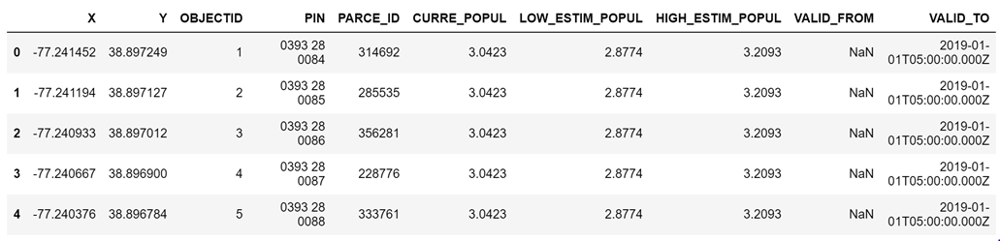 X Y OBJECTID PIN PARCE_ID CURRE_POPUL LOW_ESTIM_POPUL HIGH_ESTIM_POPUL VALID_FROM VALID_TO
0 -77.241452 38.897249 1 0393 28 0084 314692 3.0423 2.8774 3.2093 NaN 2019-01-01T05:00:00.000Z
1 -77.241194 38.897127 2 0393 28 0085 285535 3.0423 2.8774 3.2093 NaN 2019-01-01T05:00:00.000Z
2 -77.240933 38.897012 3 0393 28 0086 356281 3.0423 2.8774 3.2093 NaN 2019-01-01T05:00:00.000Z
3 -77.240667 38.896900 4 0393 28 0087 228776 3.0423 2.8774 3.2093 NaN 2019-01-01T05:00:00.000Z
4 -77.240376 38.896784 5 0393 28 0088 333761 3.0423 2.8774 3.2093 NaN 2019-01-01T05:00:00.000Z